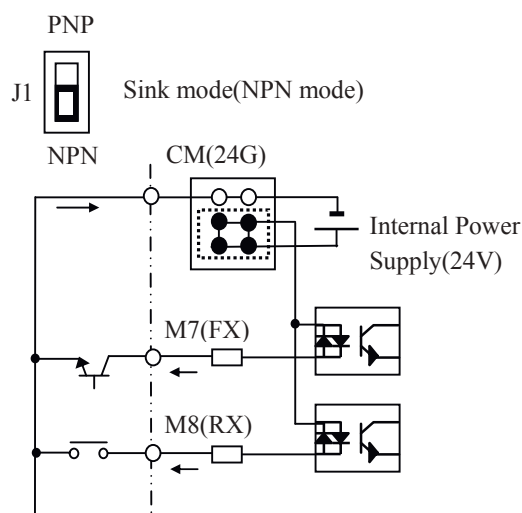 PNP
J1
Sink mode(NPN mode)
NPN
CM(24G)
Internal Power
Supply(24V)
M7(FX)
M8(RX)